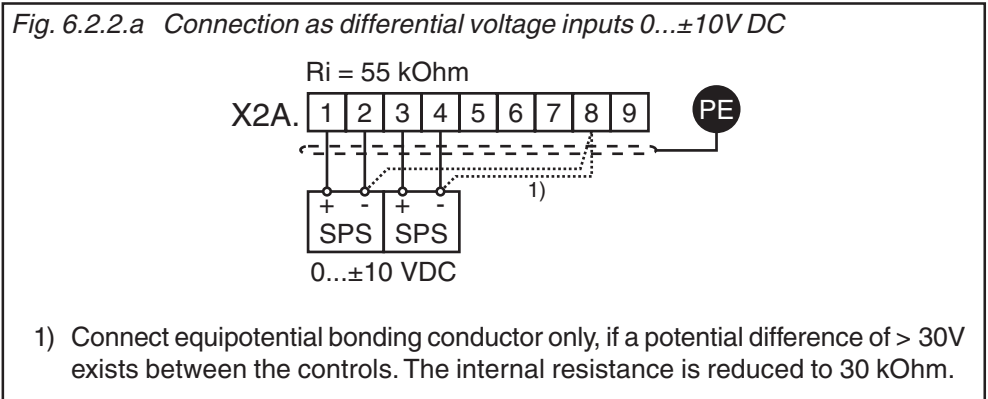 Fig. 6.2.2.a Connection as differential voltage inputs 0...±10V DC
Ri = 55 kOhm
X2A. 1 2 3 4 5 6 7 8 9 PE
1)
+ - + -
SPS SPS
0...±10 VDC
1) Connect equipotential bonding conductor only, if a potential difference of > 30V
exists between the controls. The internal resistance is reduced to 30 kOhm.